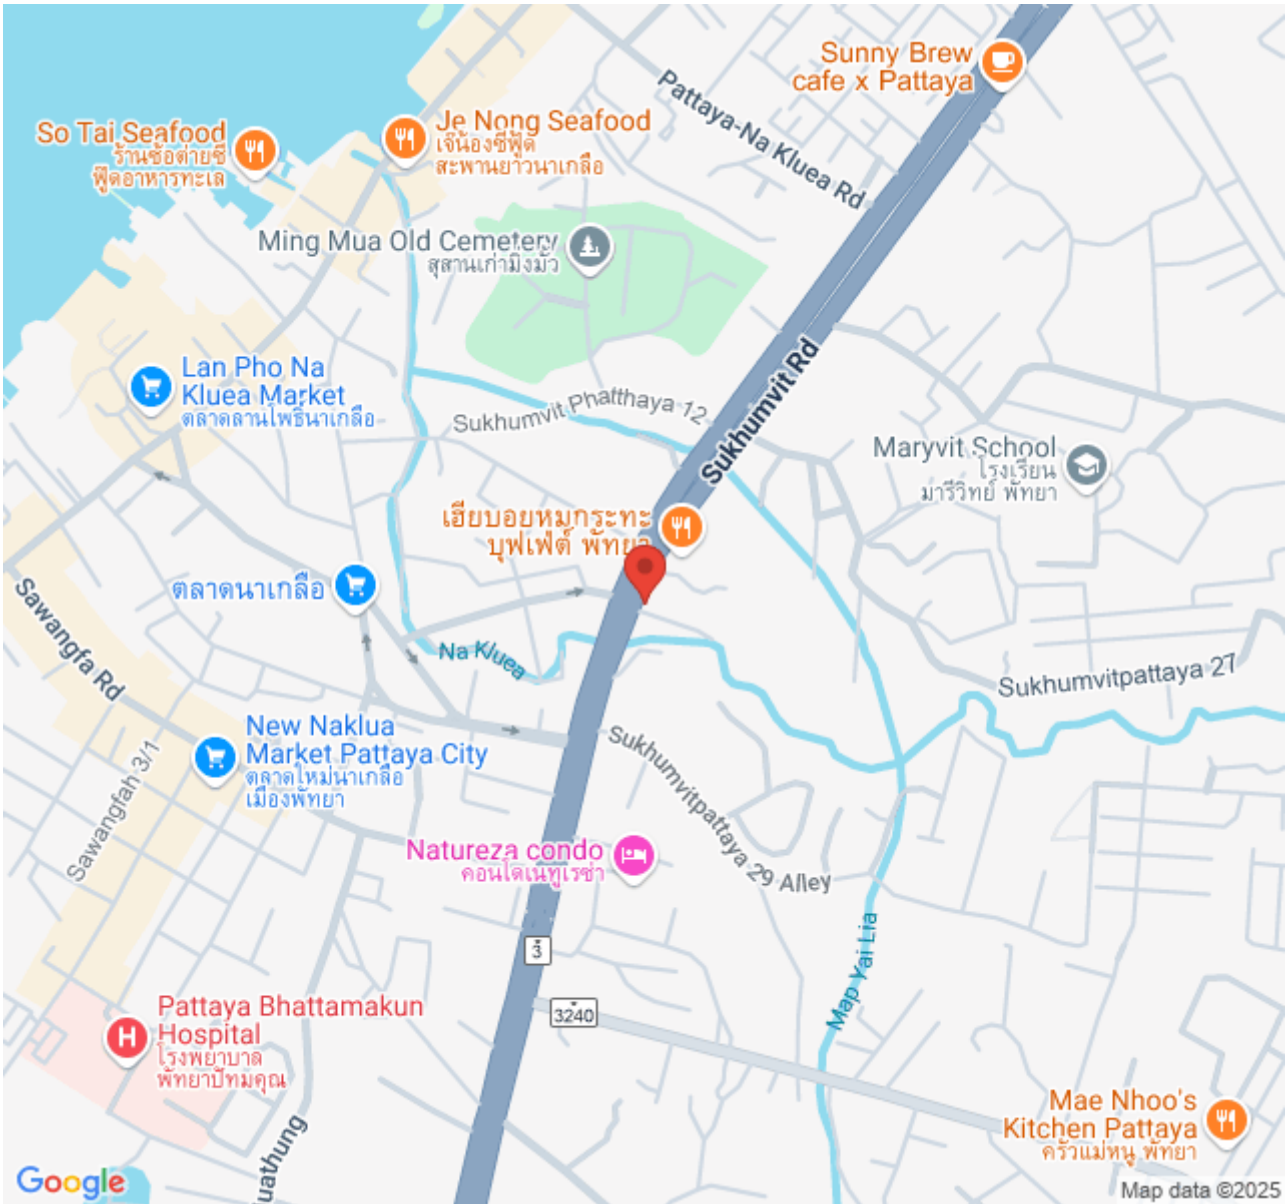 Sunny Brew
cafe x Pattaya
Pattaya-Na Kluea Rd
So Tai Seafood
ร้านซ้อต่ายซี
ฟู๊ดอาหารทะเล
Je Nong Seafood
เจ๊น้องซีฟู้ด
สะพานยาวนาเกลือ
Ming Mua Old Cemetery
สุสานเก่ามิ่งมัว
Lan Pho Na
Kluea Market
ตลาดลานโพธิ์นาเกลือ
Sukhumvit Phatthaya 12
Sukhumvit Rd
Maryvit School
โรงเรียน
มารีวิทย์ พัทยา
เฮียบอยหมูกระทะ
บุฟเฟ่ต์ พัทยา
ตลาดนาเกลือ
Sawangfa Rd
Na Kluea
Sukhumvitpattaya 27
New Naklua
Market Pattaya City
ตลาดใหม่นาเกลือ
เมืองพัทยา
Sawangfah 3/1
Sukhumvitpattaya 29 Alley
Natureza condo
คอนโดเนทูเรซ่า
3
3240
Map Yai Lia
Pattaya Bhattamakun
Hospital
โรงพยาบาล
พัทยาปัทมคุณ
H
Mae Nhoo's
Kitchen Pattaya
ครัวแม่หนู พัทยา
uathung
Google
Map data ©2025